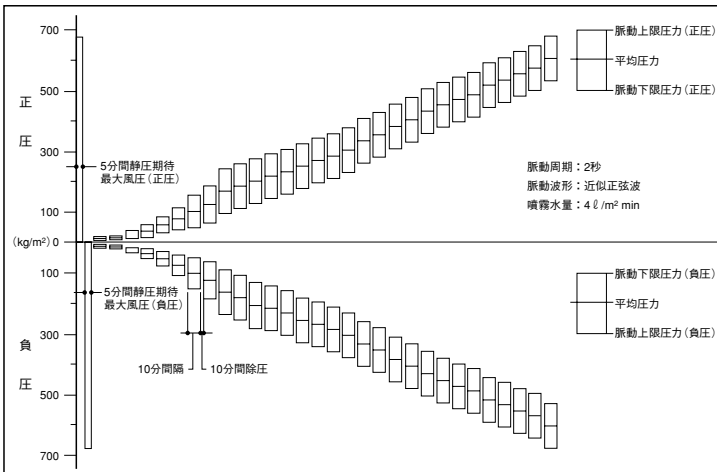 700
500
300
100
(kg/m²) 0
100
300
500
700
正
圧
負
圧
5分間静圧期待
最大風圧(正圧)
5分間静圧期待
最大風圧(負圧)
10分間隔
10分間除圧
脈動上限圧力(正圧)
平均圧力
脈動下限圧力(正圧)
脈動周期:2秒
脈動波形:近似正弦波
噴霧水量:4ℓ/m² min
脈動下限圧力(負圧)
平均圧力
脈動上限圧力(負圧)